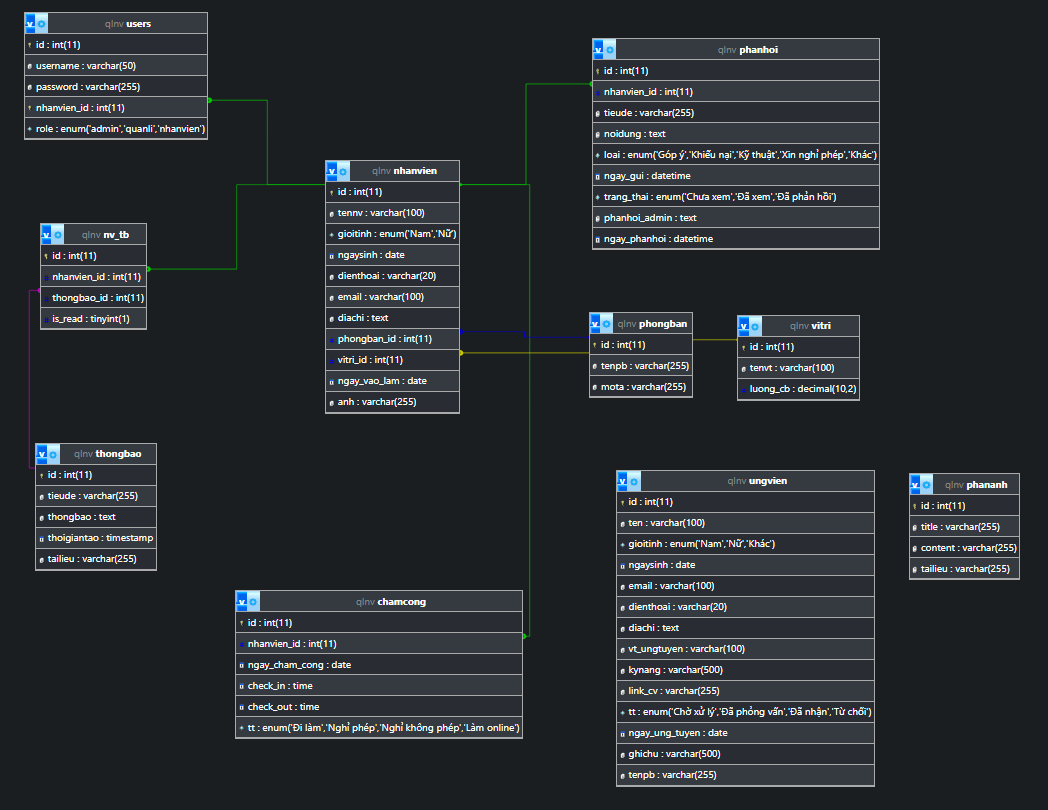 qlnv users
id : int(11)
username : varchar(50)
password : varchar(255)
nhanvien_id : int(11)
role : enum('admin','quanli','nhanvien')
qlnv phanhoi
id : int(11)
nhanvien_id : int(11)
tieude : varchar(255)
noidung : text
loai : enum('Góp ý','Khiếu nại','Kỹ thuật','Xin nghỉ phép','Khác')
ngay_gui : datetime
trang_thai : enum('Chưa xem','Đã xem','Đã phản hồi')
phanhoi_admin : text
ngay_phanhoi : datetime
qlnv nhanvien
id : int(11)
tennv : varchar(100)
gioitinh : enum('Nam','Nữ')
ngaysinh : date
dienthoai : varchar(20)
email : varchar(100)
diachi : text
phongban_id : int(11)
vitri_id : int(11)
ngay_vao_lam : date
anh : varchar(255)
qlnv nv_tb
id : int(11)
nhanvien_id : int(11)
thongbao_id : int(11)
is_read : tinyint(1)
qlnv phongban
id : int(11)
tenpb : varchar(255)
mota : varchar(255)
qlnv vitri
id : int(11)
tenvt : varchar(100)
luong_cb : decimal(10,2)
qlnv thongbao
id : int(11)
tieude : varchar(255)
thongbao : text
thoigiantao : timestamp
tailieu : varchar(255)
qlnv ungvien
id : int(11)
ten : varchar(100)
gioitinh : enum('Nam','Nữ','Khác')
ngaysinh : date
email : varchar(100)
dienthoai : varchar(20)
diachi : text
vt_ungtuyen : varchar(100)
kynang : varchar(500)
link_cv : varchar(255)
tt : enum('Chờ xử lý','Đã phỏng vấn','Đã nhận','Từ chối')
ngay_ung_tuyen : date
ghichu : varchar(500)
tenpb : varchar(255)
qlnv phananh
id : int(11)
title : varchar(255)
content : varchar(255)
tailieu : varchar(255)
qlnv chamcong
id : int(11)
nhanvien_id : int(11)
ngay_cham_cong : date
check_in : time
check_out : time
tt : enum('Đi làm','Nghỉ phép','Nghỉ không phép','Làm online')